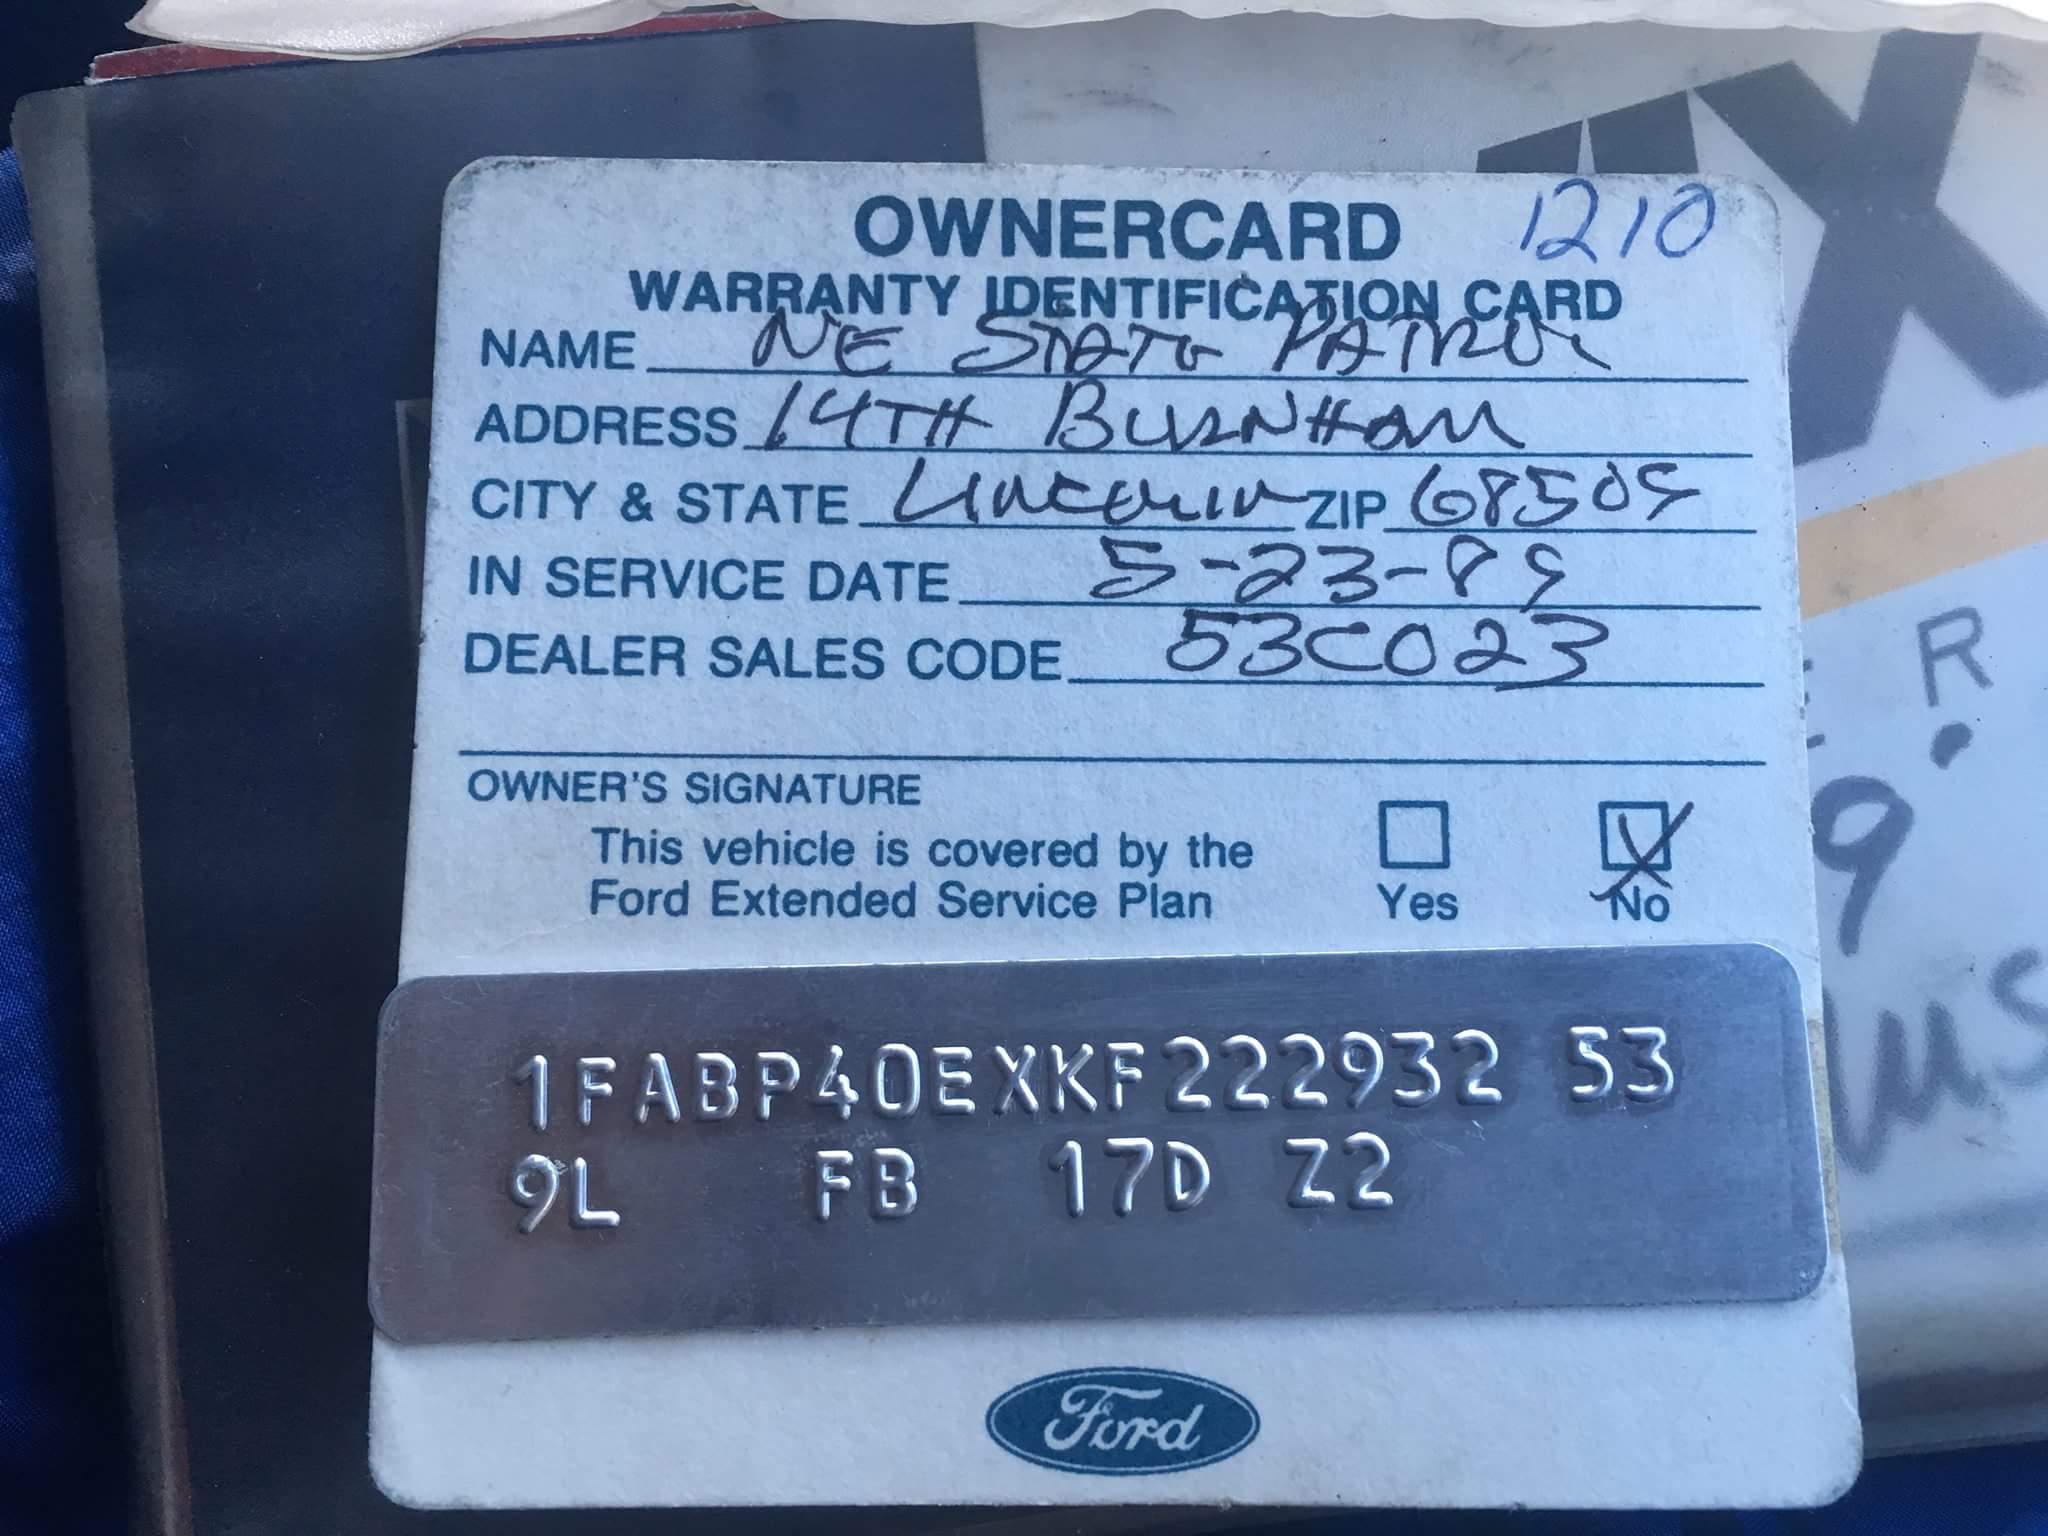 OWNERCARD 1210
WARRANTY IDENTIFICATION CARD
NAME NE STATE PATROL
ADDRESS 14TH BURNHAM
CITY & STATE LINCOLN ZIP 68509
IN SERVICE DATE 5-23-89
DEALER SALES CODE 53C023
OWNER'S SIGNATURE
This vehicle is covered by the
Ford Extended Service Plan
Yes No
1FABP40EXKF222932 53
9L FB 17D Z2
Ford
X
R
9